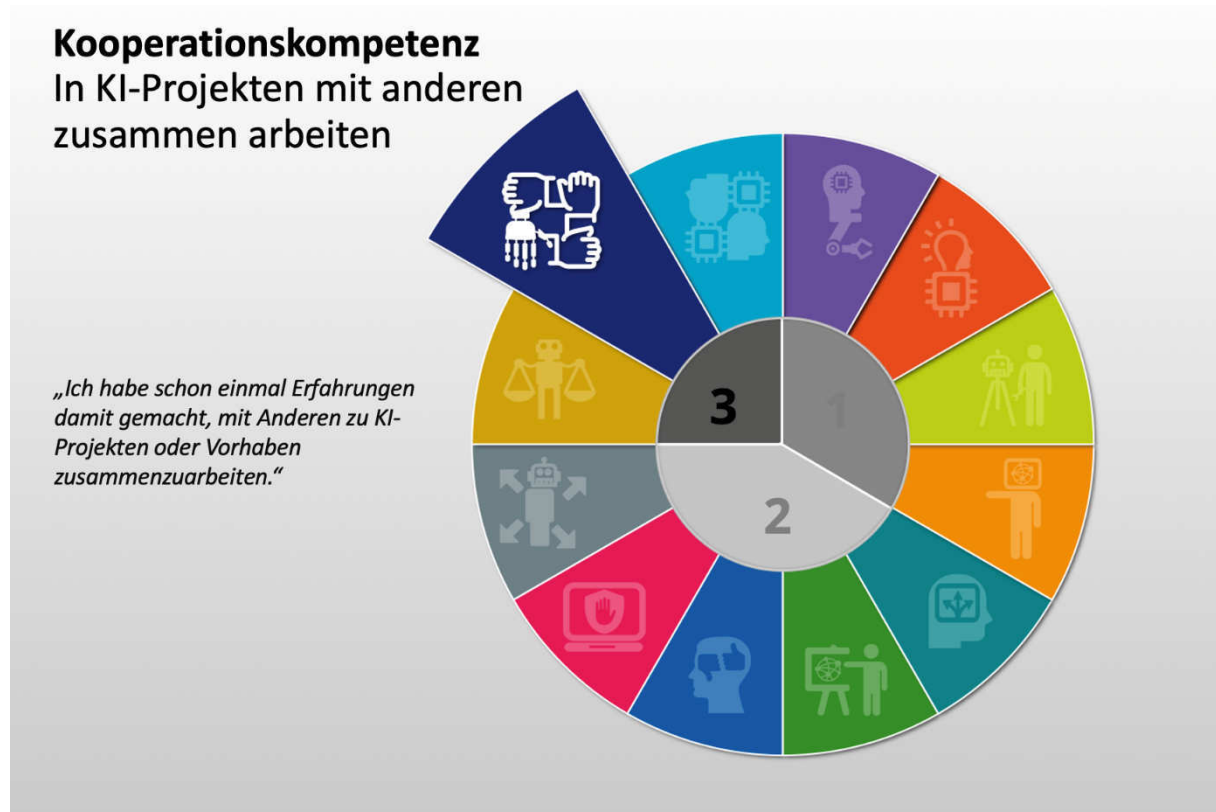 Kooperationskompetenz
In KI-Projekten mit anderen
zusammen arbeiten
„Ich habe schon einmal Erfahrungen
damit gemacht, mit Anderen zu KI-
Projekten oder Vorhaben
zusammenzuarbeiten.“
3
1
2